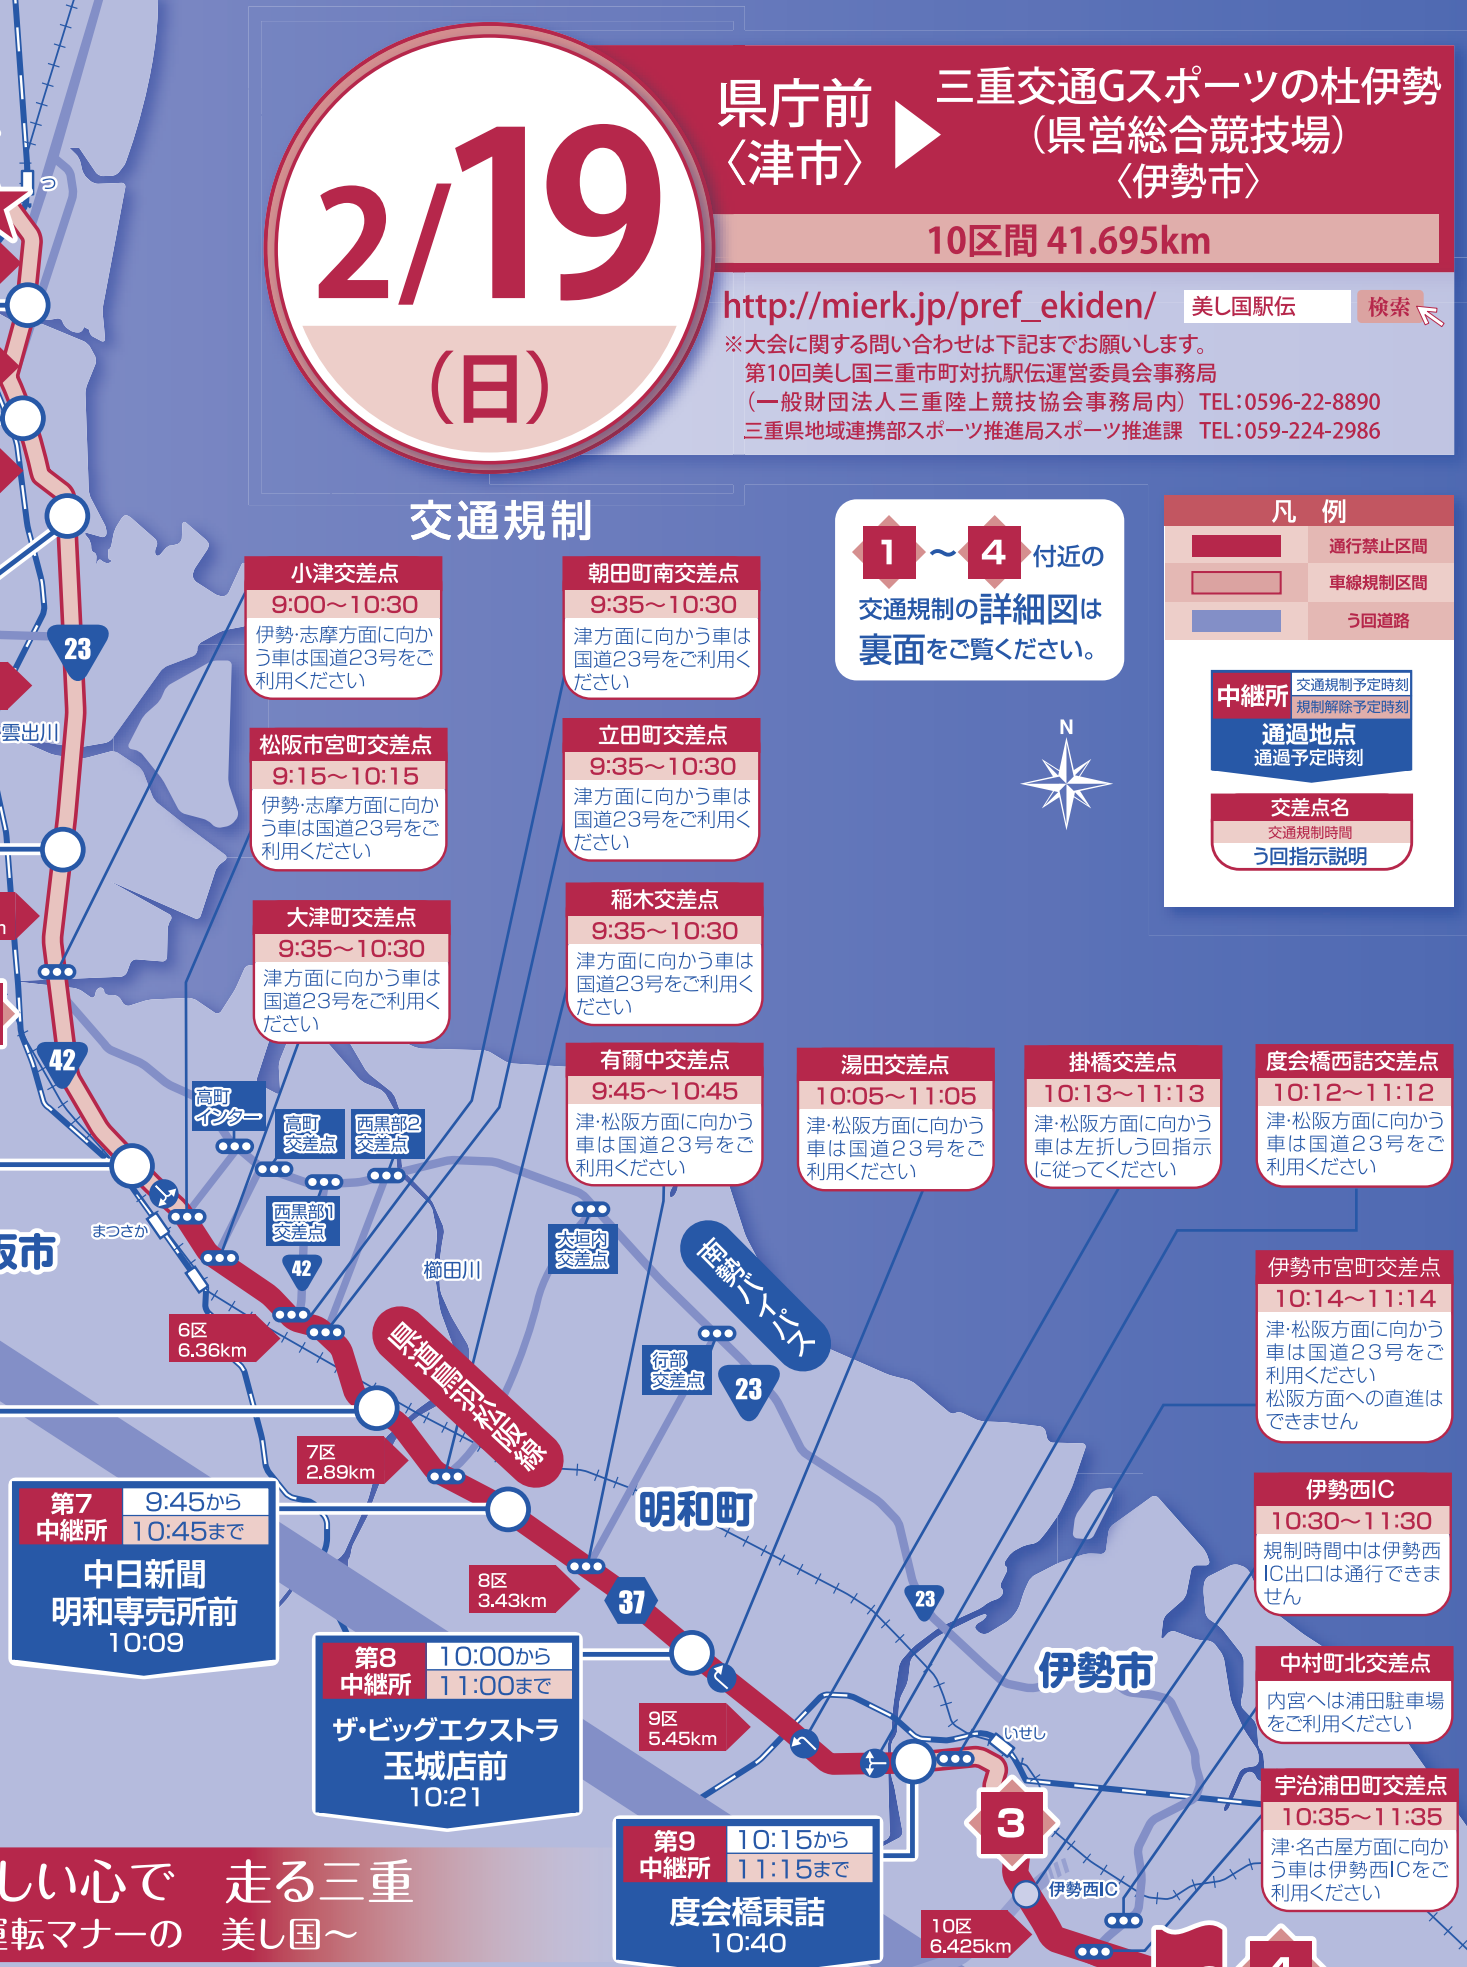 2/19
(日)
県庁前
〈津市〉
三重交通Gスポーツの杜伊勢
(県営総合競技場)
〈伊勢市〉
10区間 41.695km
http://mierk.jp/pref_ekiden/
美し国駅伝
検索
※大会に関する問い合わせは下記までお願いします。
第10回美し国三重市町対抗駅伝運営委員会事務局
(一般財団法人三重陸上競技協会事務局内) TEL:0596-22-8890
三重県地域連携部スポーツ推進局スポーツ推進課 TEL:059-224-2986
交通規制
1〜4付近の
交通規制の詳細図は
裏面をご覧ください。
凡 例
通行禁止区間
車線規制区間
う回道路
中継所
交通規制予定時刻
規制解除予定時刻
通過地点
通過予定時刻
交差点名
交通規制時間
う回指示説明
N
小津交差点
9:00〜10:30
伊勢・志摩方面に向か
う車は国道23号をご
利用ください
朝田町南交差点
9:35〜10:30
津方面に向かう車は
国道23号をご利用く
ださい
松阪市宮町交差点
9:15〜10:15
伊勢・志摩方面に向か
う車は国道23号をご
利用ください
立田町交差点
9:35〜10:30
津方面に向かう車は
国道23号をご利用く
ださい
大津町交差点
9:35〜10:30
津方面に向かう車は
国道23号をご利用く
ださい
稲木交差点
9:35〜10:30
津方面に向かう車は
国道23号をご利用く
ださい
有爾中交差点
9:45〜10:45
津・松阪方面に向かう
車は国道23号をご
利用ください
湯田交差点
10:05〜11:05
津・松阪方面に向かう
車は国道23号をご
利用ください
掛橋交差点
10:13〜11:13
津・松阪方面に向かう
車は左折しう回指示
に従ってください
度会橋西詰交差点
10:12〜11:12
津・松阪方面に向かう
車は国道23号をご
利用ください
伊勢市宮町交差点
10:14〜11:14
津・松阪方面に向かう
車は国道23号をご
利用ください
松阪方面への直進は
できません
伊勢西IC
10:30〜11:30
規制時間中は伊勢西
IC出口は通行できま
せん
中村町北交差点
内宮へは浦田駐車場
をご利用ください
宇治浦田町交差点
10:35〜11:35
津・名古屋方面に向か
う車は伊勢西ICをご
利用ください
つ
23
雲出川
42
高町
インター
高町
交差点
西黒部2
交差点
西黒部1
交差点
42
まつさか
阪市
櫛田川
大垣内
交差点
南勢バイパス
行部
交差点
23
県道鳥羽松阪線
6区
6.36km
7区
2.89km
明和町
8区
3.43km
37
23
伊勢市
いせし
9区
5.45km
3
伊勢西IC
10区
6.425km
第7
中継所
9:45から
10:45まで
中日新聞
明和専売所前
10:09
第8
中継所
10:00から
11:00まで
ザ・ビッグエクストラ
玉城店前
10:21
第9
中継所
10:15から
11:15まで
度会橋東詰
10:40
しい心で 走る三重
運転マナーの 美し国〜